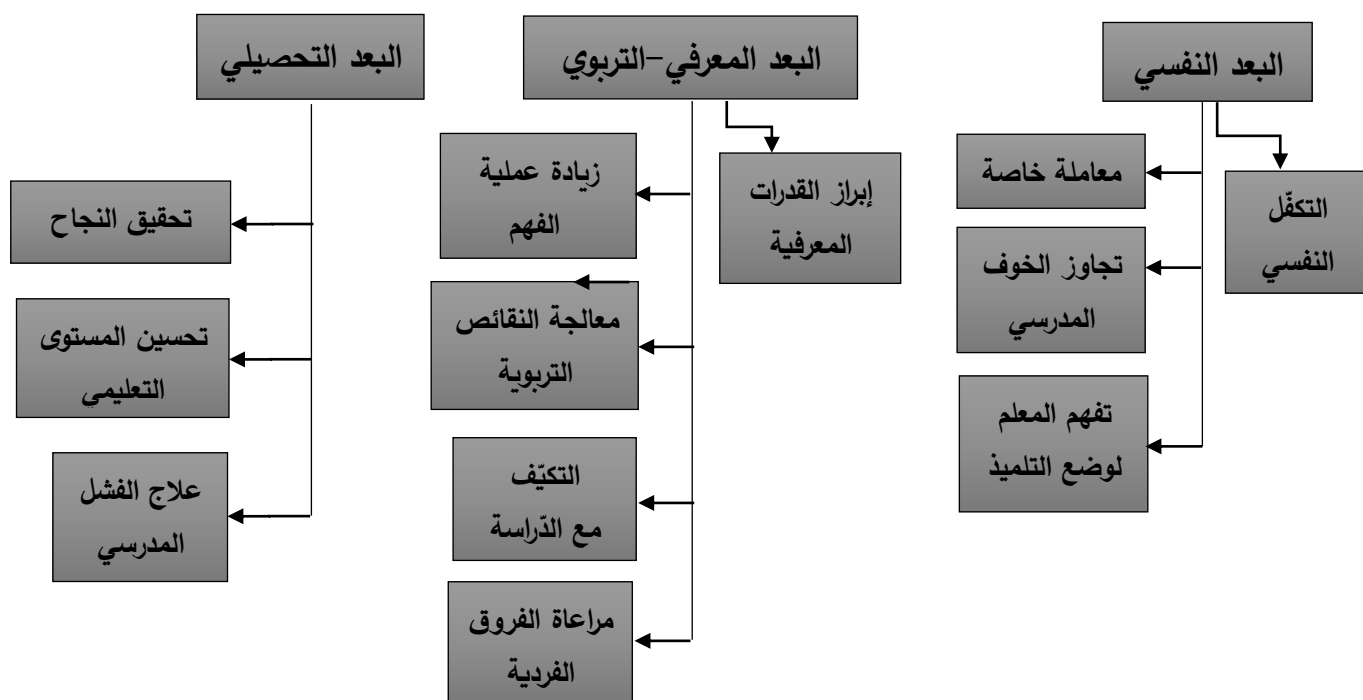 البعد النفسي
التكفّل
النفسي
معاملة خاصة
تجاوز الخوف
المدرسي
تفهم المعلم
لوضع التلميذ
البعد المعرفي-التربوي
إبراز القدرات
المعرفية
زيادة عملية
الفهم
معالجة النقائص
التربوية
التكيّف
مع الدّراسة
مراعاة الفروق
الفردية
البعد التحصيلي
تحقيق النجاح
تحسين المستوى
التعليمي
علاج الفشل
المدرسي